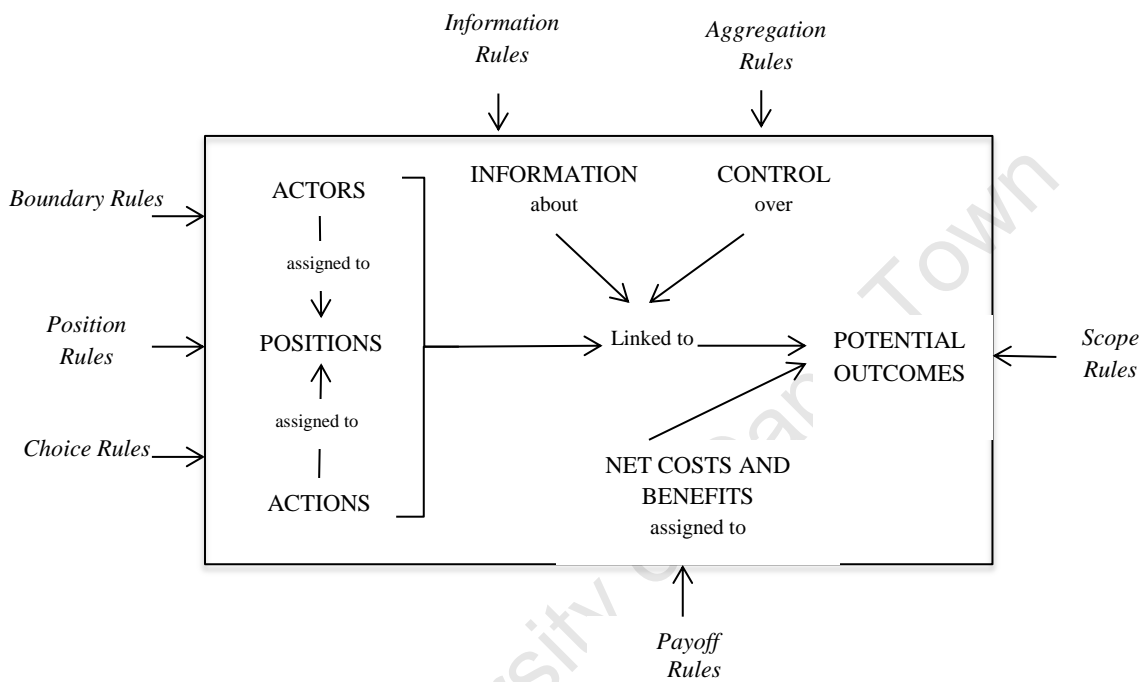 Information
Rules
Aggregation
Rules
Boundary Rules
ACTORS
INFORMATION
about
CONTROL
over
assigned to
Position
Rules
POSITIONS
Linked to
POTENTIAL
OUTCOMES
Scope
Rules
assigned to
Choice Rules
ACTIONS
NET COSTS AND
BENEFITS
assigned to
Payoff
Rules
Town